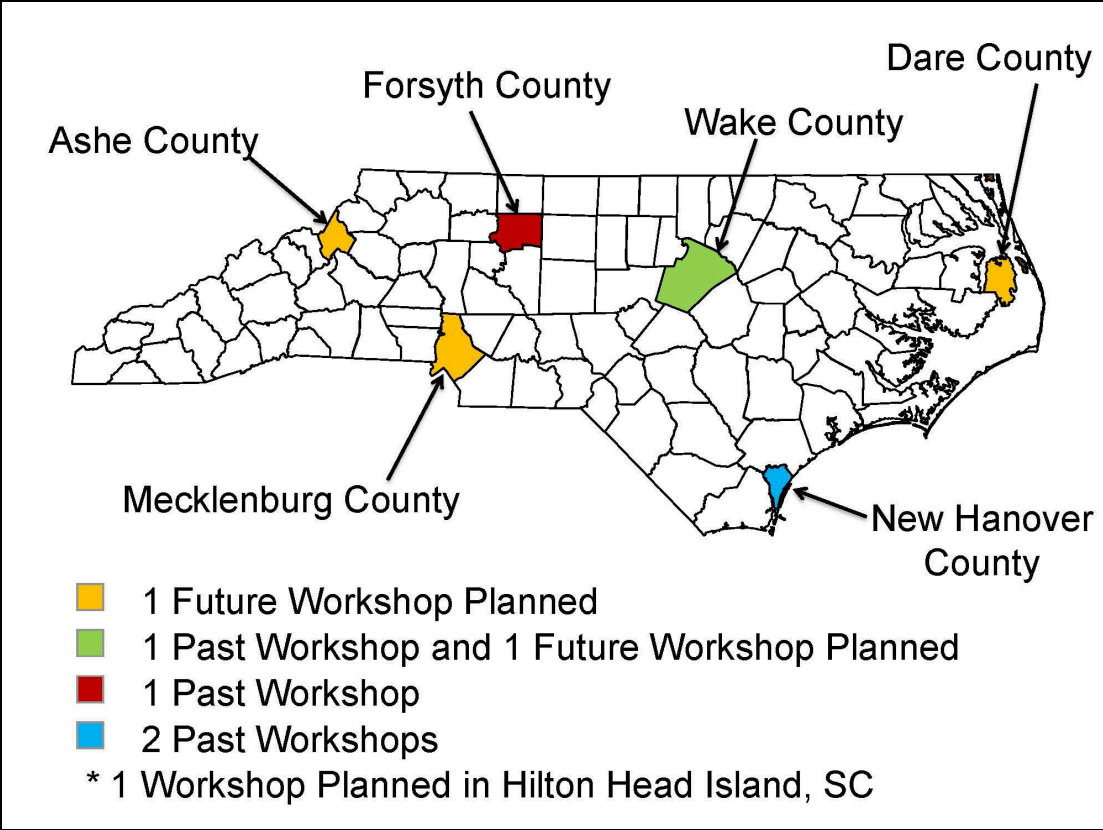 Dare County
Forsyth County
Wake County
Ashe County
Mecklenburg County
New Hanover
County
1 Future Workshop Planned
1 Past Workshop and 1 Future Workshop Planned
1 Past Workshop
2 Past Workshops
* 1 Workshop Planned in Hilton Head Island, SC